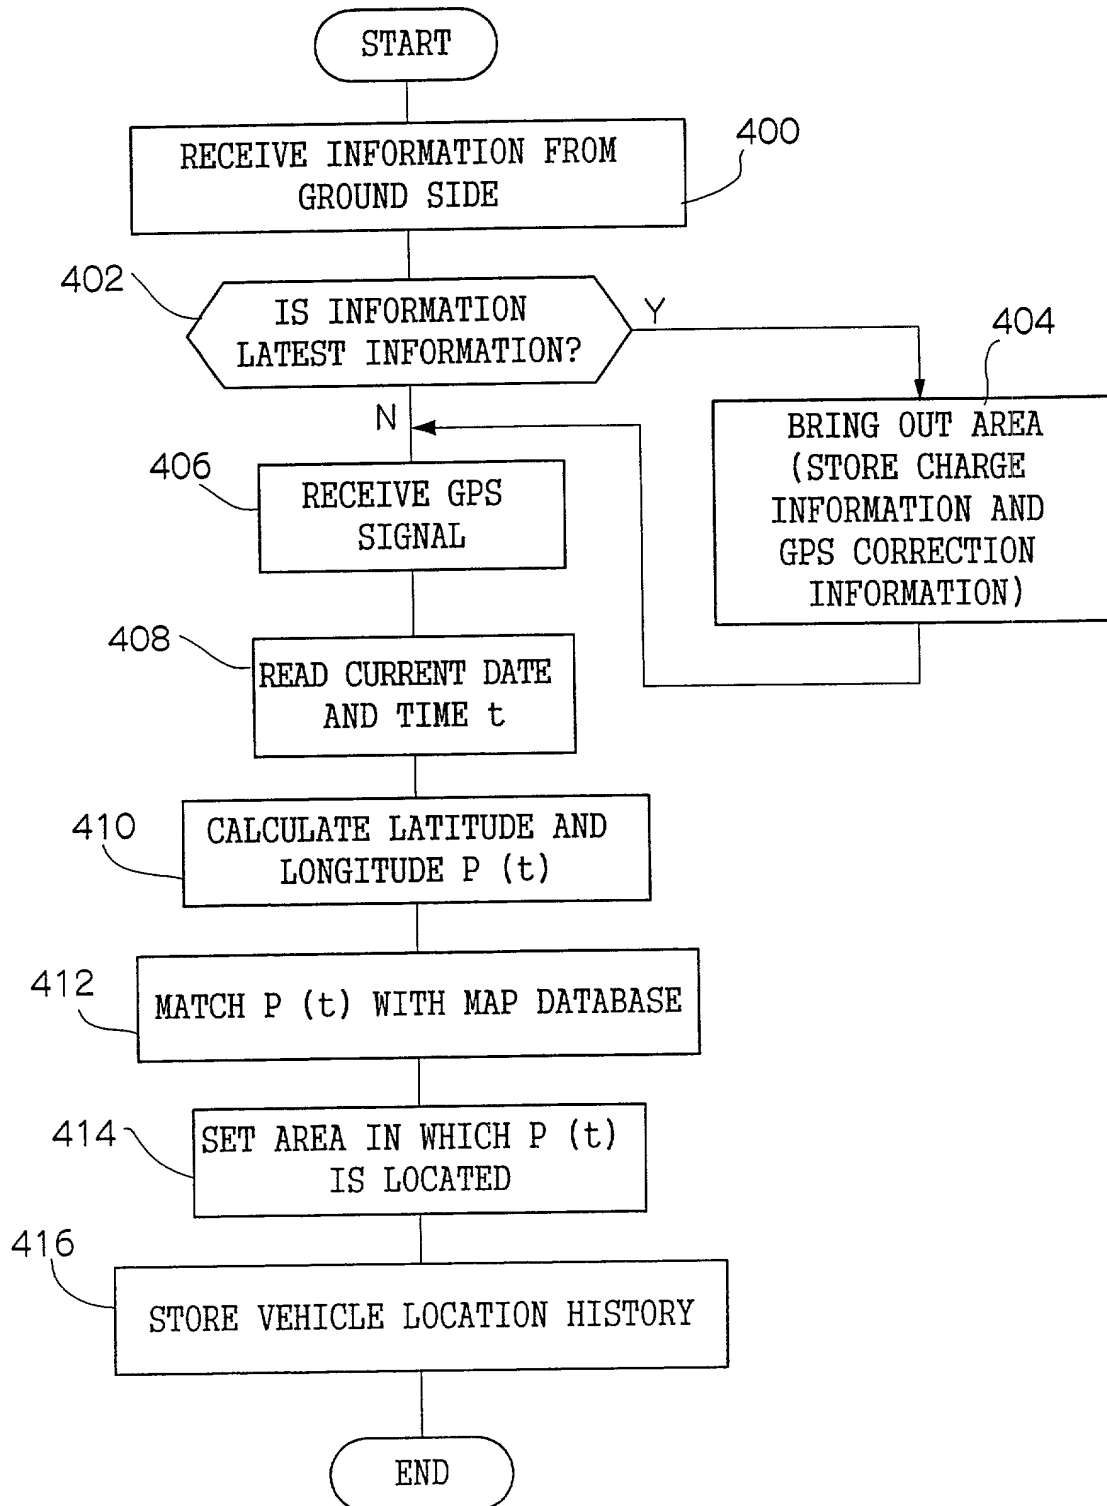 START
RECEIVE INFORMATION FROM
GROUND SIDE
400
402
IS INFORMATION
LATEST INFORMATION?
Y
404
N
BRING OUT AREA
(STORE CHARGE
INFORMATION AND
GPS CORRECTION
INFORMATION)
406
RECEIVE GPS
SIGNAL
408
READ CURRENT DATE
AND TIME t
410
CALCULATE LATITUDE AND
LONGITUDE P (t)
412
MATCH P (t) WITH MAP DATABASE
414
SET AREA IN WHICH P (t)
IS LOCATED
416
STORE VEHICLE LOCATION HISTORY
END